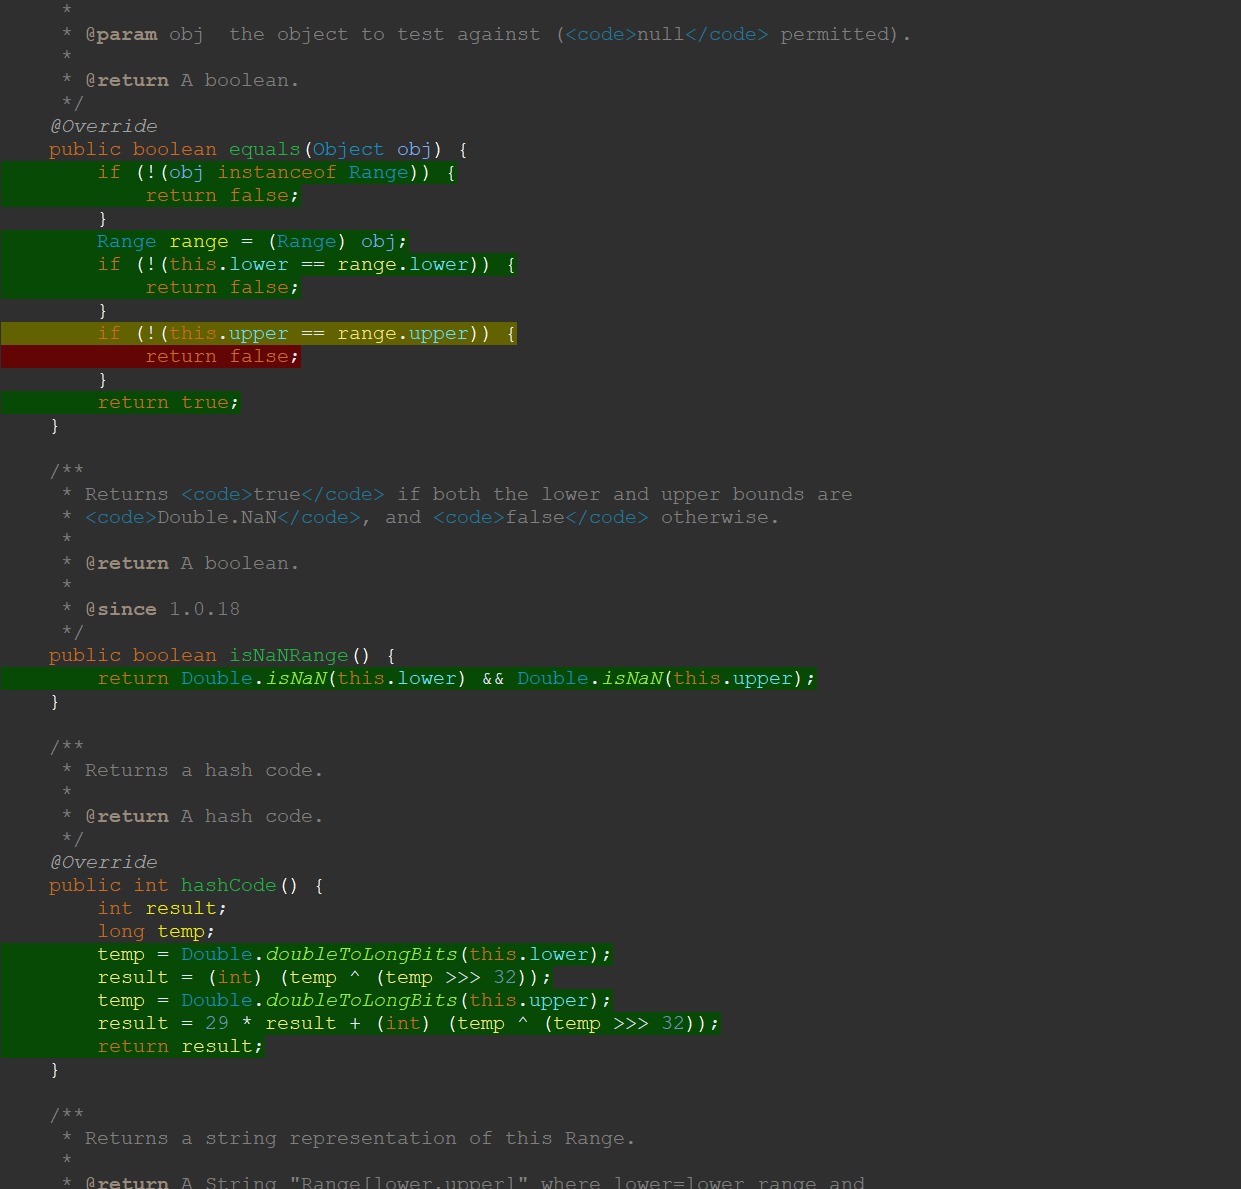 *
     * @param obj  the object to test against (<code>null</code> permitted).
     *
     * @return A boolean.
     */
    @Override
    public boolean equals(Object obj) {
        if (!(obj instanceof Range)) {
            return false;
        }
        Range range = (Range) obj;
        if (!(this.lower == range.lower)) {
            return false;
        }
        if (!(this.upper == range.upper)) {
            return false;
        }
        return true;
    }

    /**
     * Returns <code>true</code> if both the lower and upper bounds are
     * <code>Double.NaN</code>, and <code>false</code> otherwise.
     *
     * @return A boolean.
     *
     * @since 1.0.18
     */
    public boolean isNaNRange() {
        return Double.isNaN(this.lower) && Double.isNaN(this.upper);
    }

    /**
     * Returns a hash code.
     *
     * @return A hash code.
     */
    @Override
    public int hashCode() {
        int result;
        long temp;
        temp = Double.doubleToLongBits(this.lower);
        result = (int) (temp ^ (temp >>> 32));
        temp = Double.doubleToLongBits(this.upper);
        result = 29 * result + (int) (temp ^ (temp >>> 32));
        return result;
    }

    /**
     * Returns a string representation of this Range.
     *
     * @return A String "Range[lower,upper]" where lower=lower range and